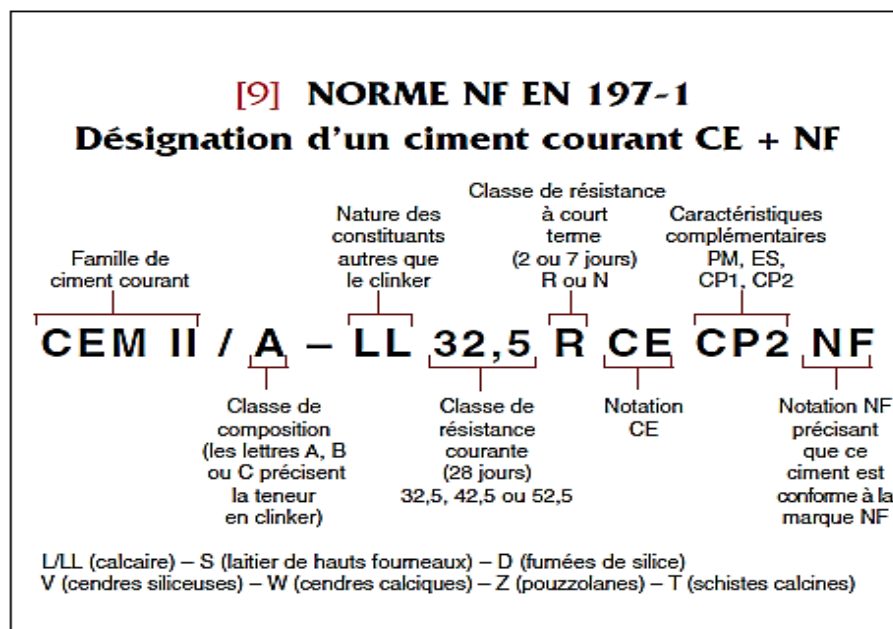 [9] NORME NF EN 197-1
Désignation d'un ciment courant CE + NF
Famille de
ciment courant
Nature des
constituants
autres que
le clinker
Classe de résistance
à court
terme
(2 ou 7 jours)
R ou N
Caractéristiques
complémentaires
PM, ES,
CP1, CP2
CEM II / A – LL 32,5 R CE CP2 NF
Classe de
composition
(les lettres A, B
ou C précisent
la teneur
en clinker)
Classe de
résistance
courante
(28 jours)
32,5, 42,5 ou 52,5
Notation
CE
Notation NF
précisant
que ce
ciment est
conforme à la
marque NF
L/LL (calcaire) – S (laitier de hauts fourneaux) – D (fumées de silice)
V (cendres siliceuses) – W (cendres calciques) – Z (pouzzolanes) – T (schistes calcines)